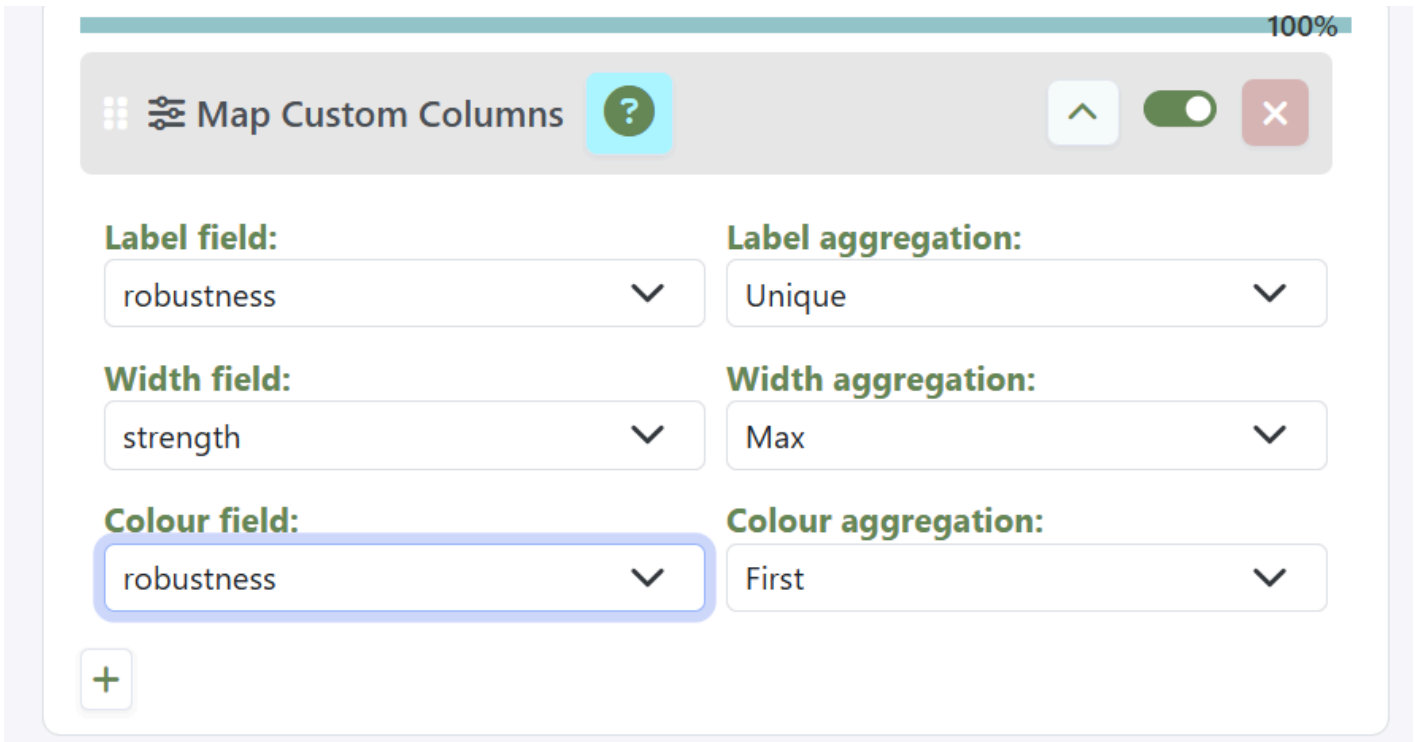 100%
Map Custom Columns ?
Label field: Label aggregation:
robustness Unique
Width field: Width aggregation:
strength Max
Colour field: Colour aggregation:
robustness First
+